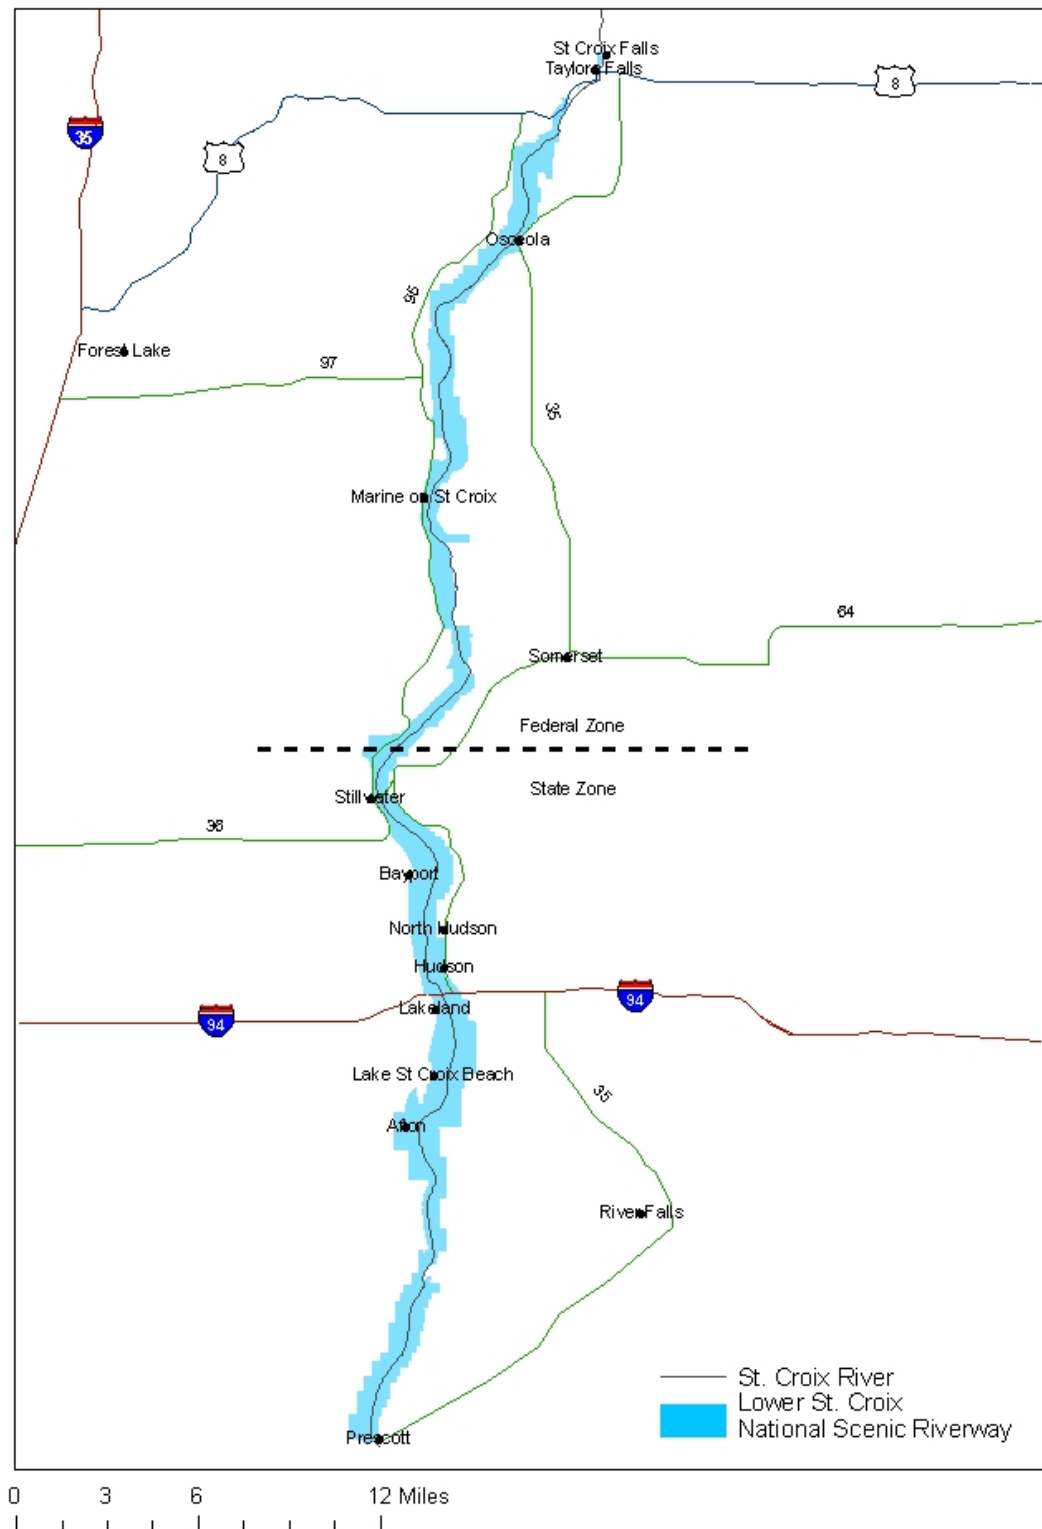 St Croix Falls
Taylors Falls
8
35
8
Osceola
95
Forest Lake
97
35
Marine on St Croix
64
Somerset
Federal Zone
State Zone
Stillwater
36
Bayport
North Hudson
Hudson
94
Lakeland
94
Lake St Croix Beach
35
Afton
River Falls
St. Croix River
Lower St. Croix
National Scenic Riverway
Prescott
0 3 6 12 Miles